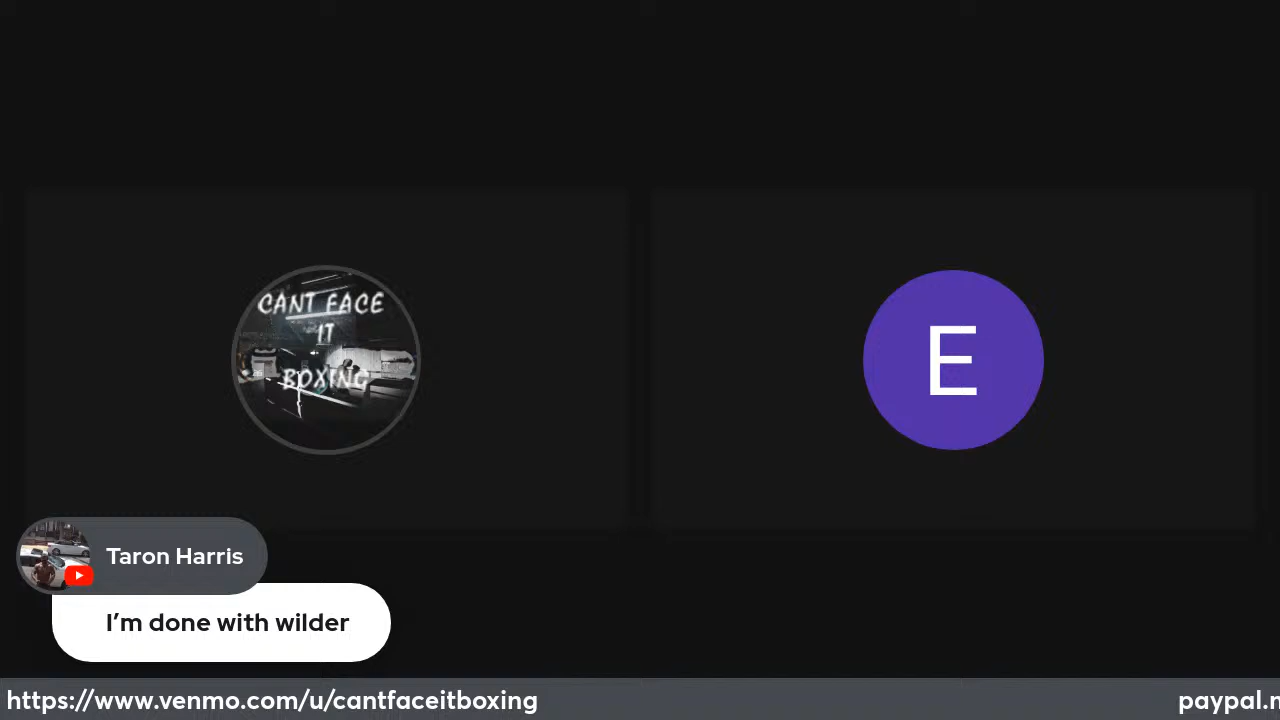 CANT FACE
IT
BOXING
E
Taron Harris
I’m done with wilder
https://www.venmo.com/u/cantfaceitboxing